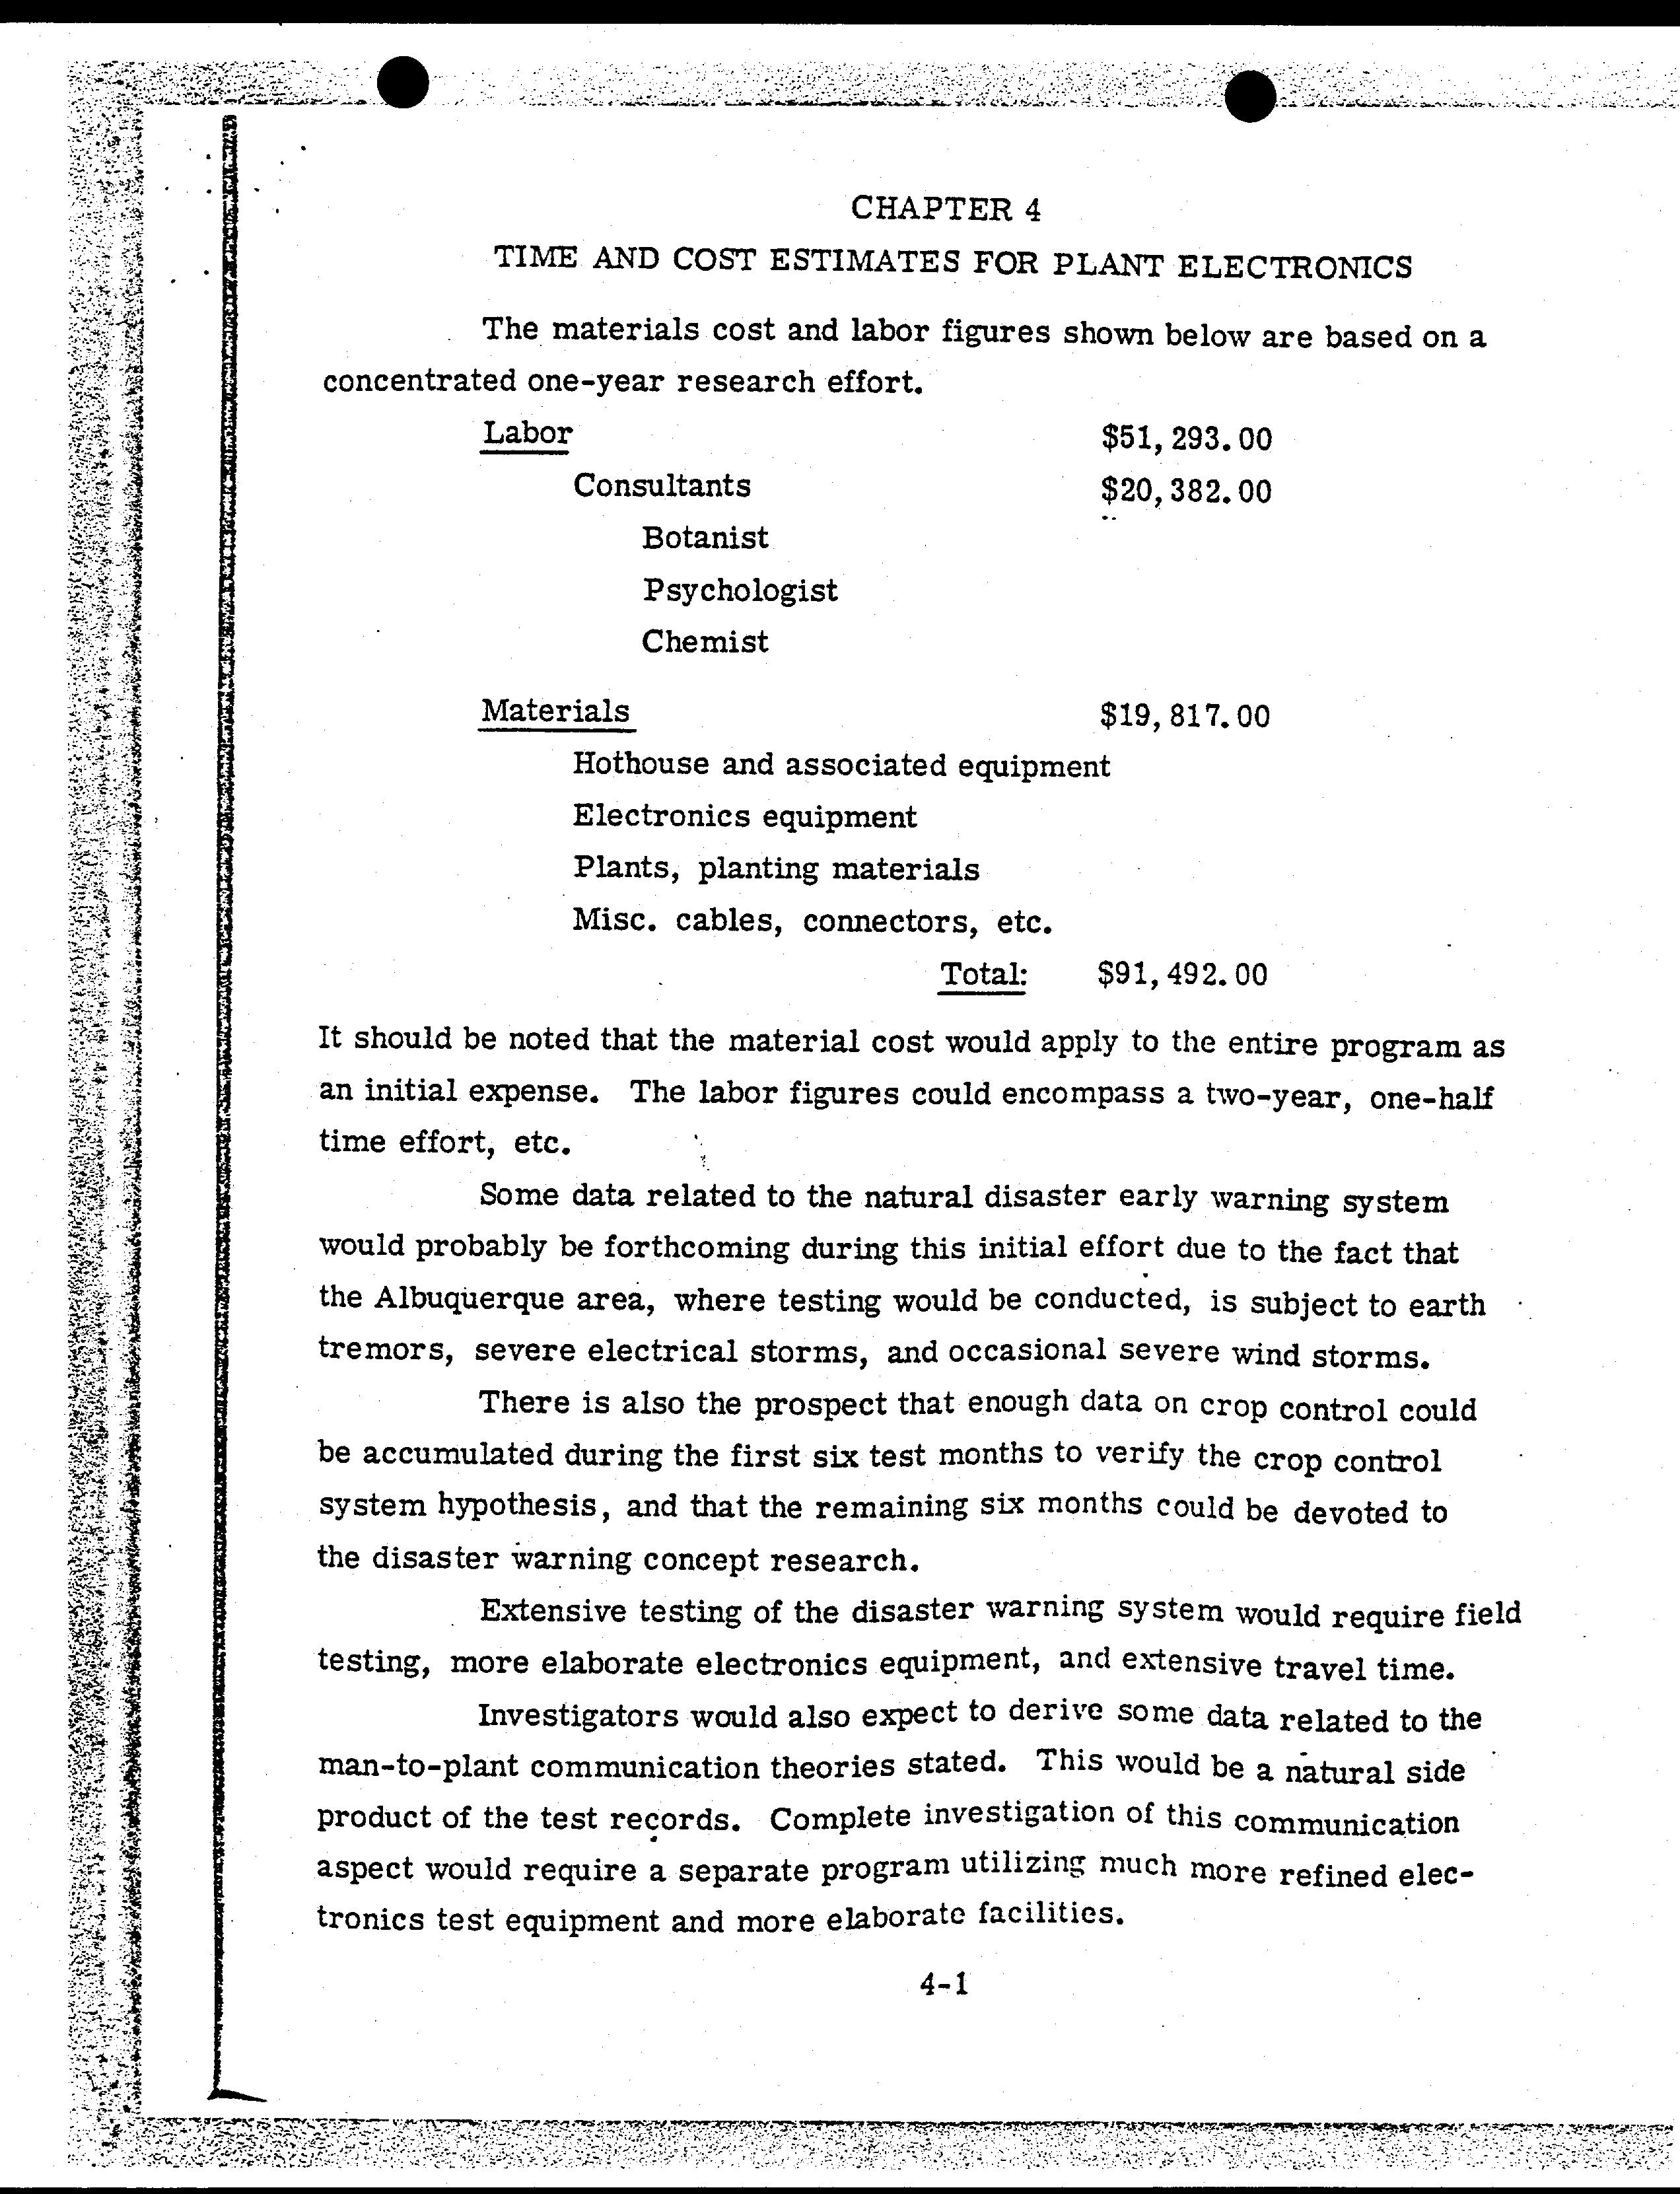 CHAPTER 4
TIME AND COST ESTIMATES FOR PLANT ELECTRONICS
The materials cost and labor figures shown below are based on a
concentrated one-year research effort.
Labor $51,293.00
Consultants $20,382.00
Botanist
Psychologist
Chemist
Materials $19,817.00
Hothouse and associated equipment
Electronics equipment
Plants, planting materials
Misc. cables, connectors, etc.
Total: $91,492.00
It should be noted that the material cost would apply to the entire program as
an initial expense. The labor figures could encompass a two-year, one-half
time effort, etc.
Some data related to the natural disaster early warning system
would probably be forthcoming during this initial effort due to the fact that
the Albuquerque area, where testing would be conducted, is subject to earth
tremors, severe electrical storms, and occasional severe wind storms.
There is also the prospect that enough data on crop control could
be accumulated during the first six test months to verify the crop control
system hypothesis, and that the remaining six months could be devoted to
the disaster warning concept research.
Extensive testing of the disaster warning system would require field
testing, more elaborate electronics equipment, and extensive travel time.
Investigators would also expect to derive some data related to the
man-to-plant communication theories stated. This would be a natural side
product of the test records. Complete investigation of this communication
aspect would require a separate program utilizing much more refined elec-
tronics test equipment and more elaborate facilities.
4-1